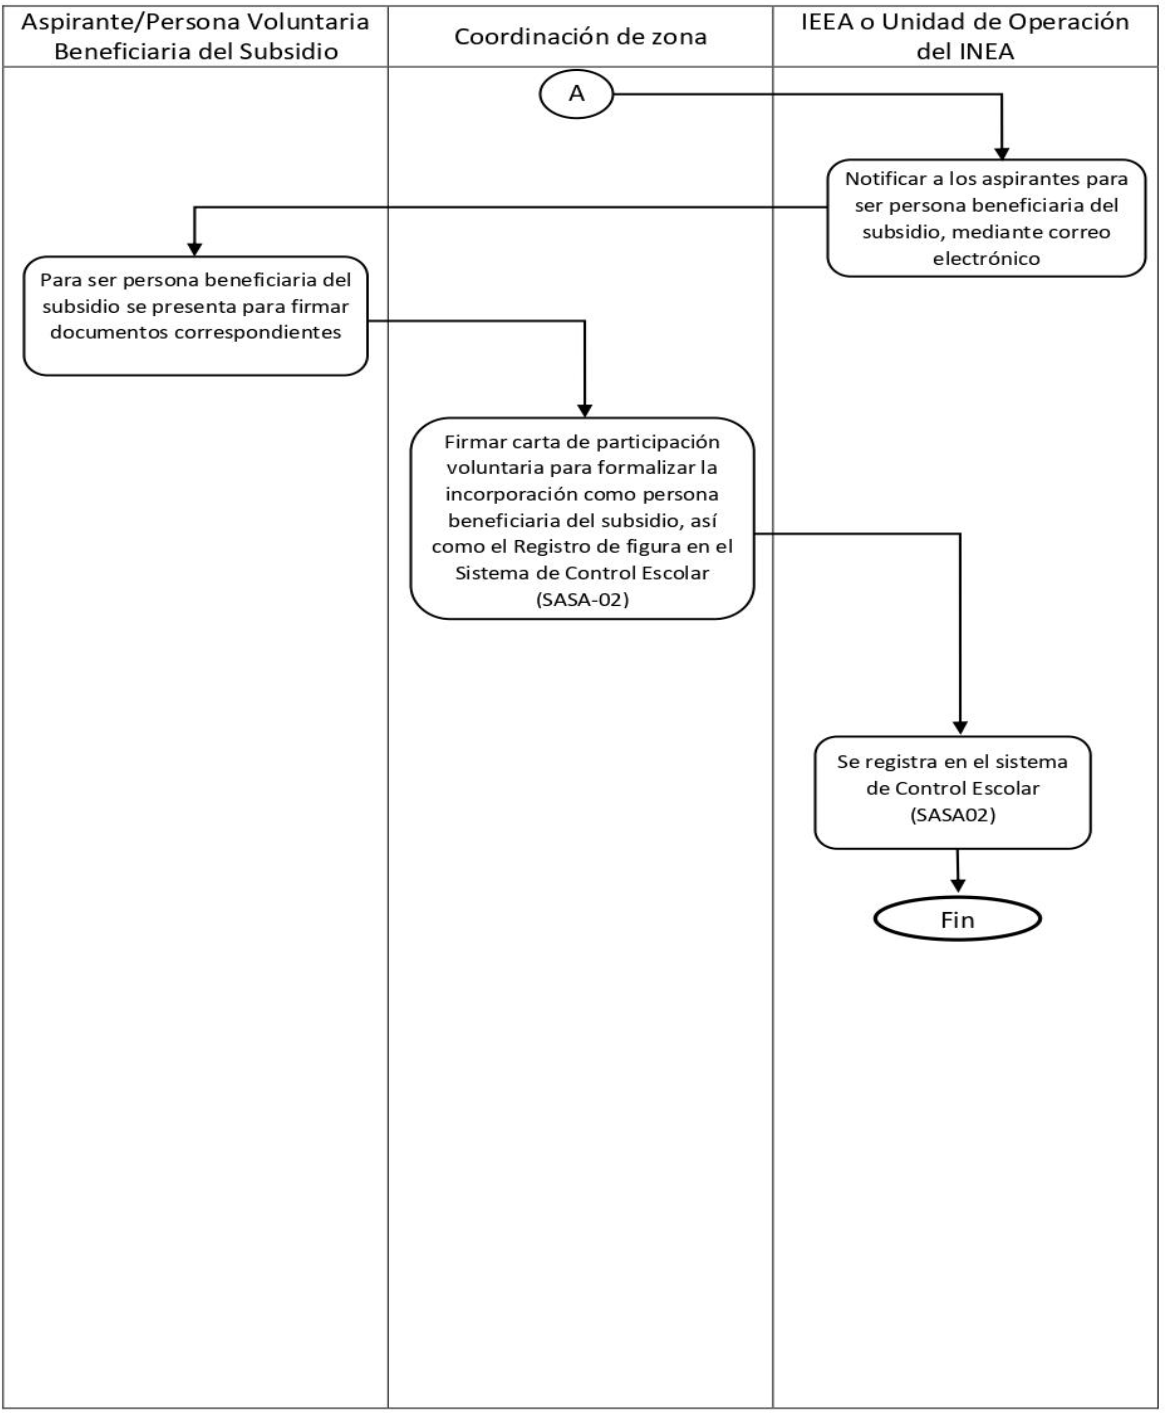 Aspirante/Persona Voluntaria
Beneficiaria del Subsidio
Coordinación de zona
IEEA o Unidad de Operación
del INEA
A
Notificar a los aspirantes para
ser persona beneficiaria del
subsidio, mediante correo
electrónico
Para ser persona beneficiaria del
subsidio se presenta para firmar
documentos correspondientes
Firmar carta de participación
voluntaria para formalizar la
incorporación como persona
beneficiaria del subsidio, así
como el Registro de figura en el
Sistema de Control Escolar
(SASA-02)
Se registra en el sistema
de Control Escolar
(SASA02)
Fin